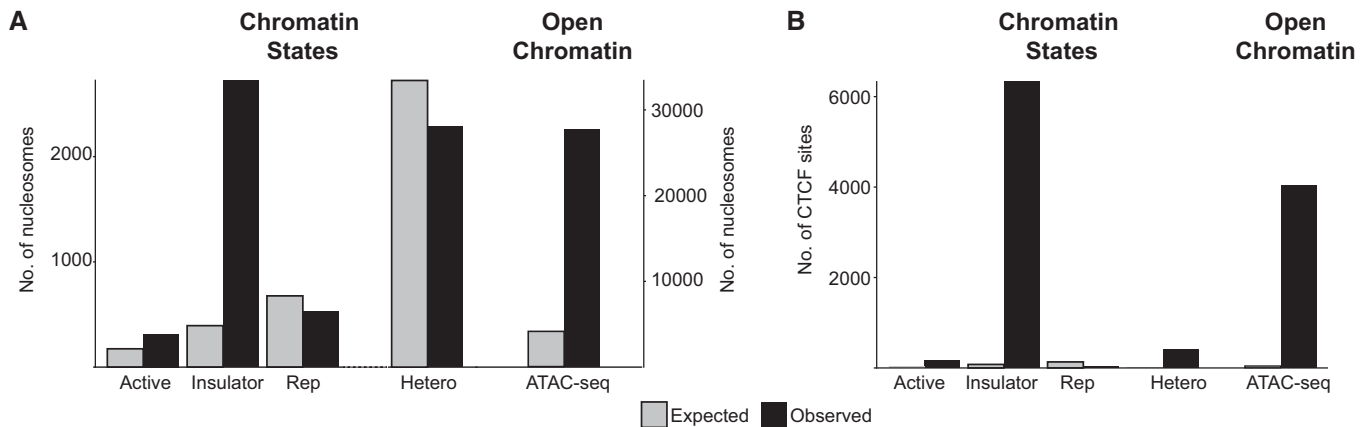 A
Chromatin
States
Open
Chromatin
No. of nucleosomes
2000
1000
30000
20000
10000
No. of nucleosomes
Active Insulator Rep Hetero ATAC-seq
B
Chromatin
States
Open
Chromatin
No. of CTCF sites
6000
4000
2000
Active Insulator Rep Hetero ATAC-seq
Expected Observed